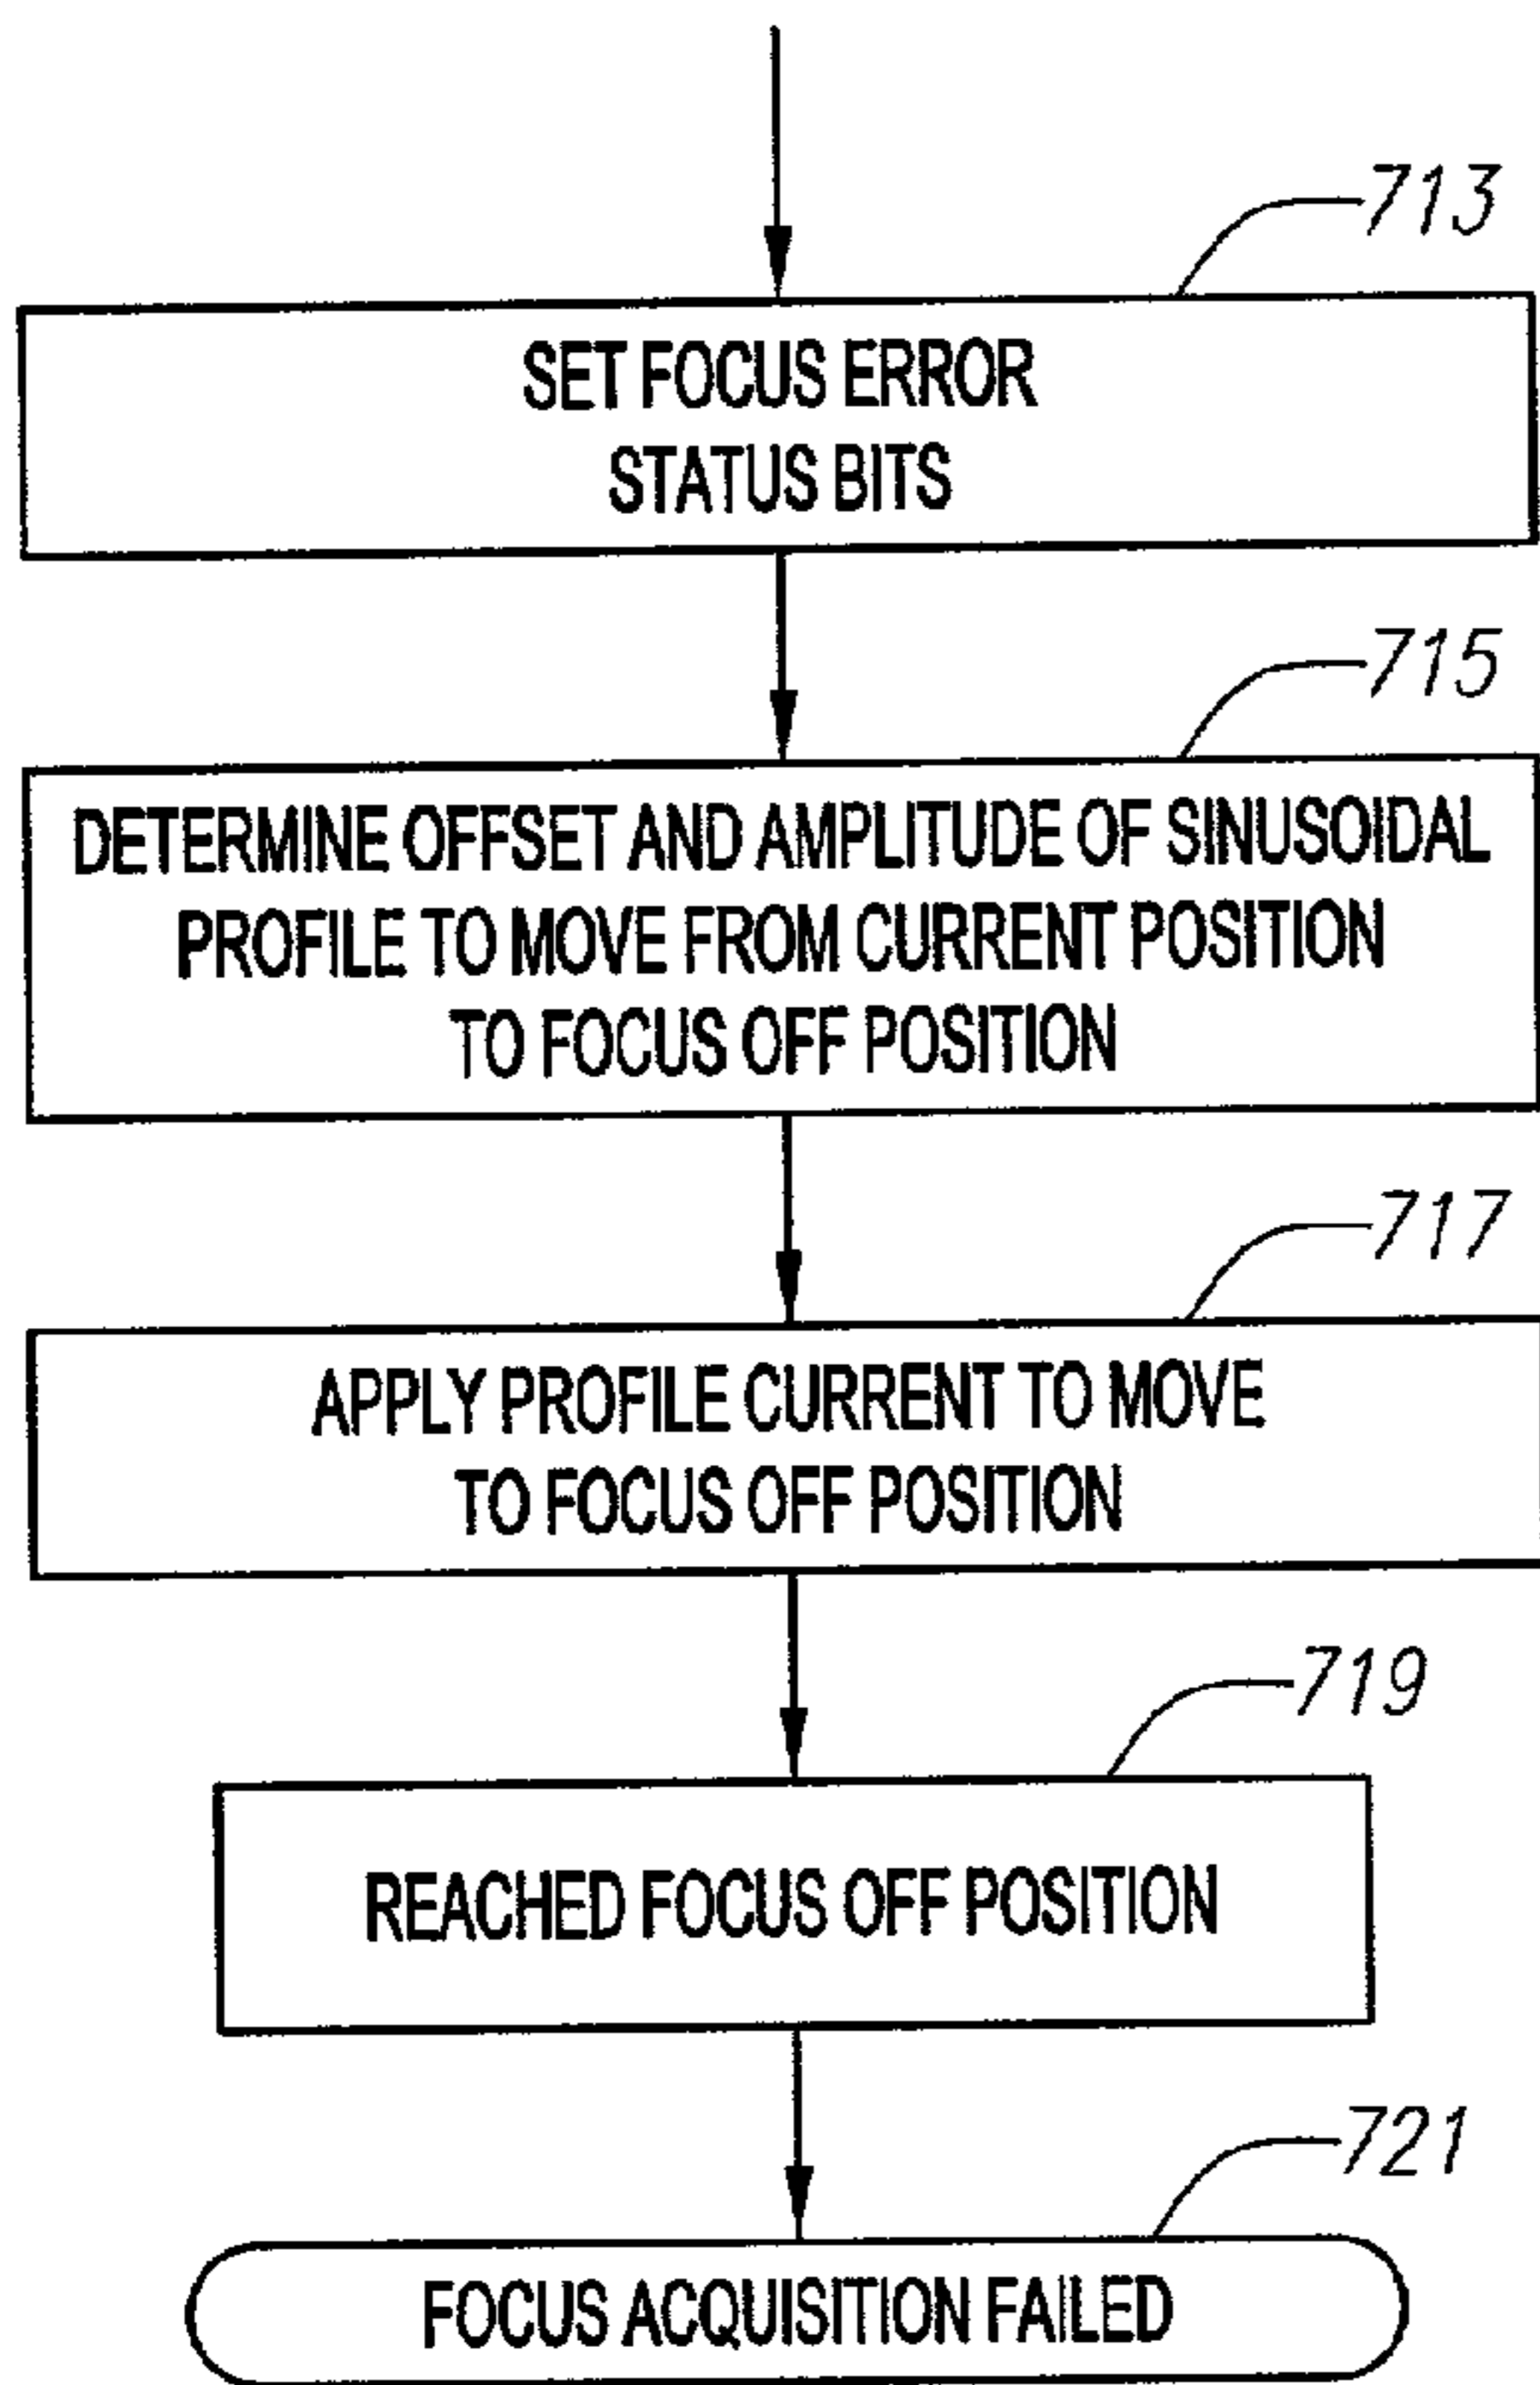 713
SET FOCUS ERROR
STATUS BITS
715
DETERMINE OFFSET AND AMPLITUDE OF SINUSOIDAL
PROFILE TO MOVE FROM CURRENT POSITION
TO FOCUS OFF POSITION
717
APPLY PROFILE CURRENT TO MOVE
TO FOCUS OFF POSITION
719
REACHED FOCUS OFF POSITION
721
FOCUS ACQUISITION FAILED